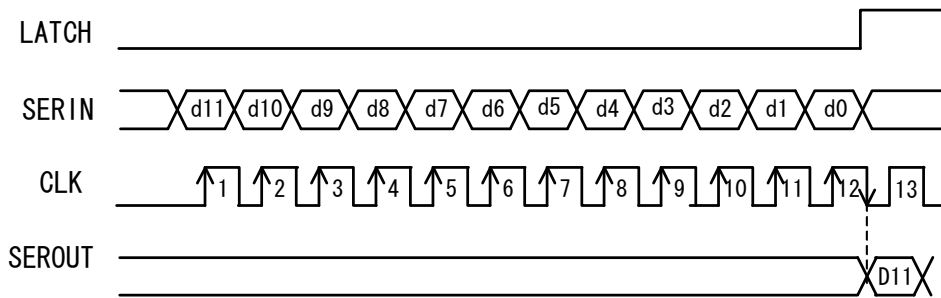 LATCH
SERIN d11 d10 d9 d8 d7 d6 d5 d4 d3 d2 d1 d0
CLK 1 2 3 4 5 6 7 8 9 10 11 12 13
SEROUT D11